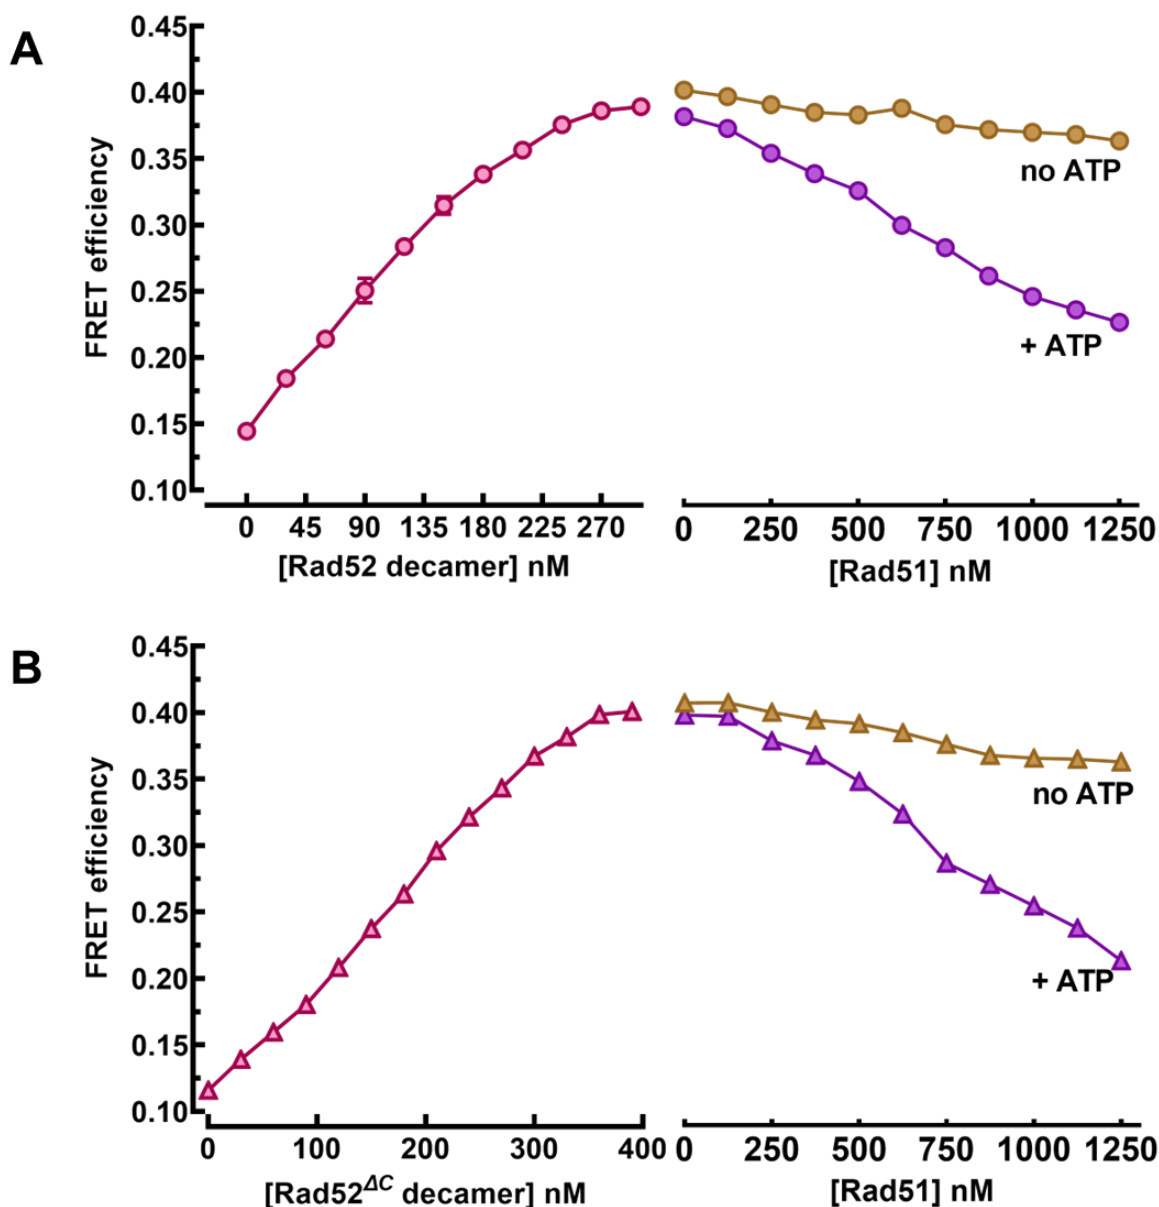 A
0.45
0.40
0.35
0.30
0.25
0.20
0.15
0.10
FRET efficiency
no ATP
+ ATP
0 45 90 135 180 225 270
[Rad52 decamer] nM
0 250 500 750 1000 1250
[Rad51] nM
B
0.45
0.40
0.35
0.30
0.25
0.20
0.15
0.10
FRET efficiency
no ATP
+ ATP
0 100 200 300 400
[Rad52^ΔC decamer] nM
0 250 500 750 1000 1250
[Rad51] nM